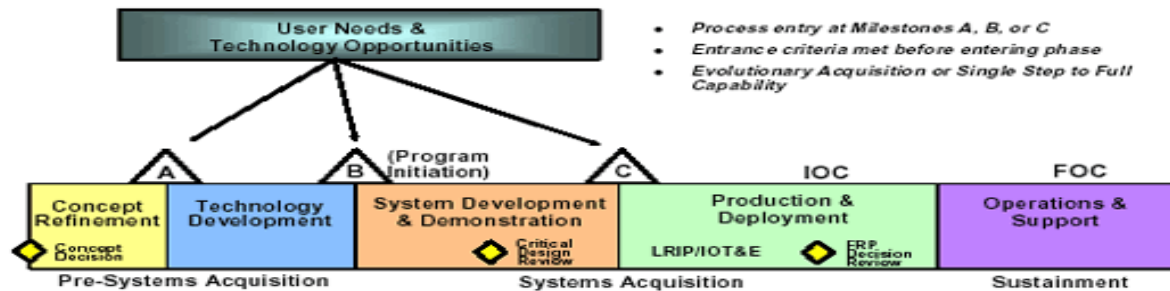 User Needs &
Technology Opportunities
• Process entry at Milestones A, B, or C
• Entrance criteria met before entering phase
• Evolutionary Acquisition or Single Step to Full
Capability
A
B
(Program
Initiation)
C
IOC
FOC
Concept
Refinement
Technology
Development
System Development
& Demonstration
Production &
Deployment
Operations &
Support
Concept
Decision
Critical
Design
Review
LRIP/IOT&E
FRP
Decision
Review
Pre-Systems Acquisition
Systems Acquisition
Sustainment